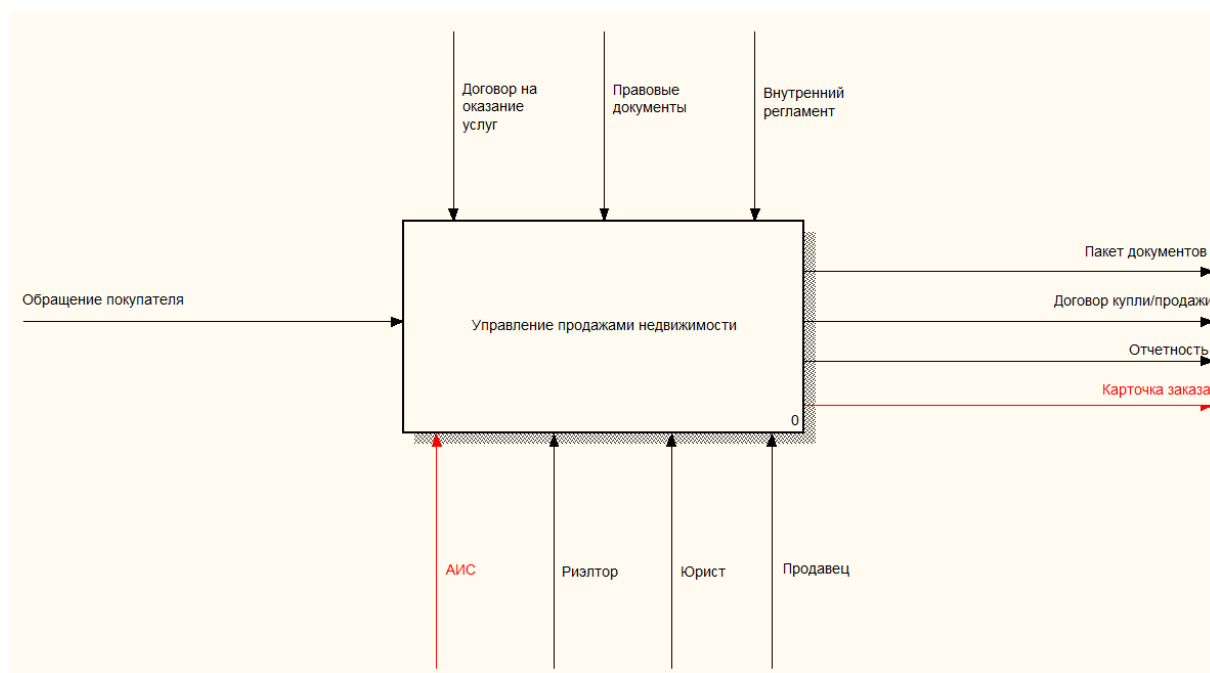 Договор на
оказание
услуг
Правовые
документы
Внутренний
регламент
Обращение покупателя
Управление продажами недвижимости
0
Пакет документов
Договор купли/продажи
Отчетность
Карточка заказа
АИС
Риэлтор
Юрист
Продавец